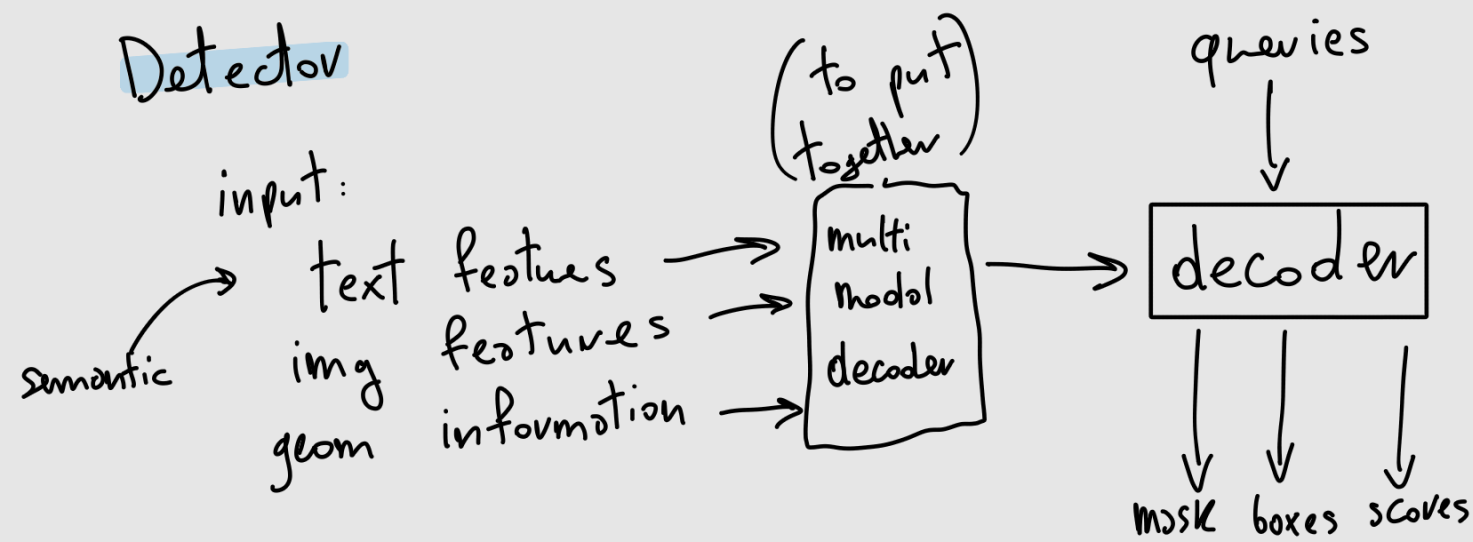 Detector
(to put
together)
queries
input:
text features
img features
geom information
semantic
multi
modal
decoder
decoder
mask boxes scores